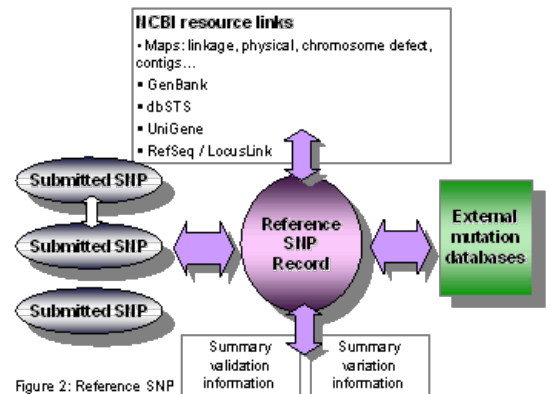 NCBI resource links
• Maps: linkage, physical, chromosome defect,
contigs...
▪ GenBank
▪ dbSTS
▪ UniGene
▪ RefSeq / LocusLink
Submitted SNP
Submitted SNP
Submitted SNP
Reference
SNP
Record
External
mutation
databases
Summary
validation
information
Summary
variation
information
Figure 2: Reference SNP